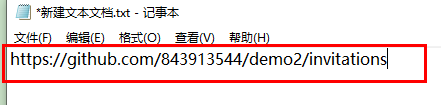 *新建文本文档.txt - 记事本
文件(F) 编辑(E) 格式(O) 查看(V) 帮助(H)
https://github.com/843913544/demo2/invitations